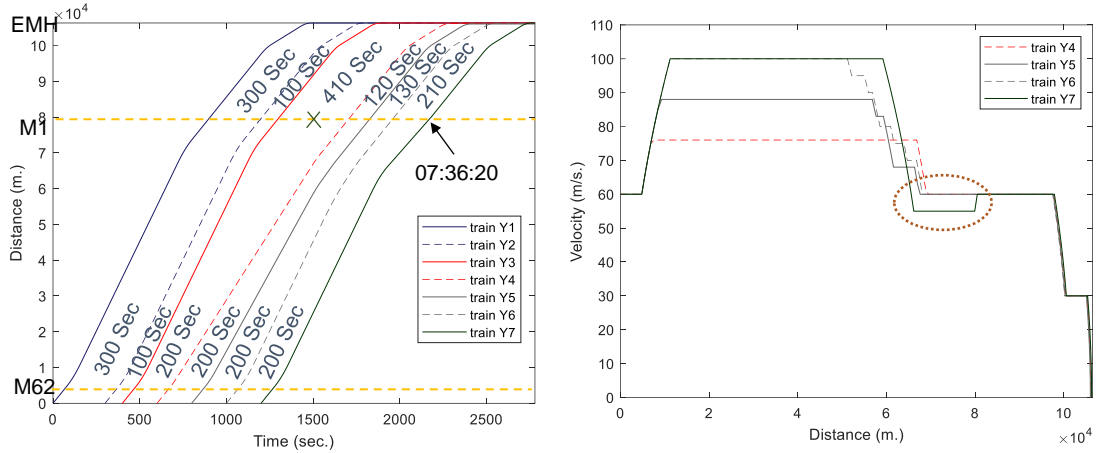 EMH
×10⁴
10
9
8
7
6
5
4
3
2
1
0
M1
M62
Distance (m.)
300 Sec
100 Sec
410 Sec
120 Sec
130 Sec
210 Sec
07:36:20
300 Sec
100 Sec
200 Sec
200 Sec
200 Sec
200 Sec
train Y1
train Y2
train Y3
train Y4
train Y5
train Y6
train Y7
0 500 1000 1500 2000 2500
Time (sec.)
110
100
90
80
70
60
50
40
30
20
10
0
Velocity (m/s.)
train Y4
train Y5
train Y6
train Y7
0 2 4 6 8 10
Distance (m.)
×10⁴